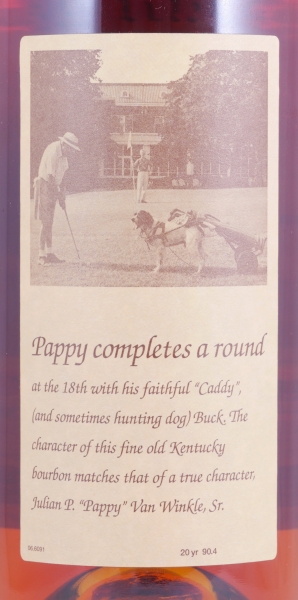 Pappy completes a round
at the 18th with his faithful "Caddy",
(and sometimes hunting dog) Buck. The
character of this fine old Kentucky
bourbon matches that of a true character,
Julian P. "Pappy" Van Winkle, Sr.
20 yr 90.4